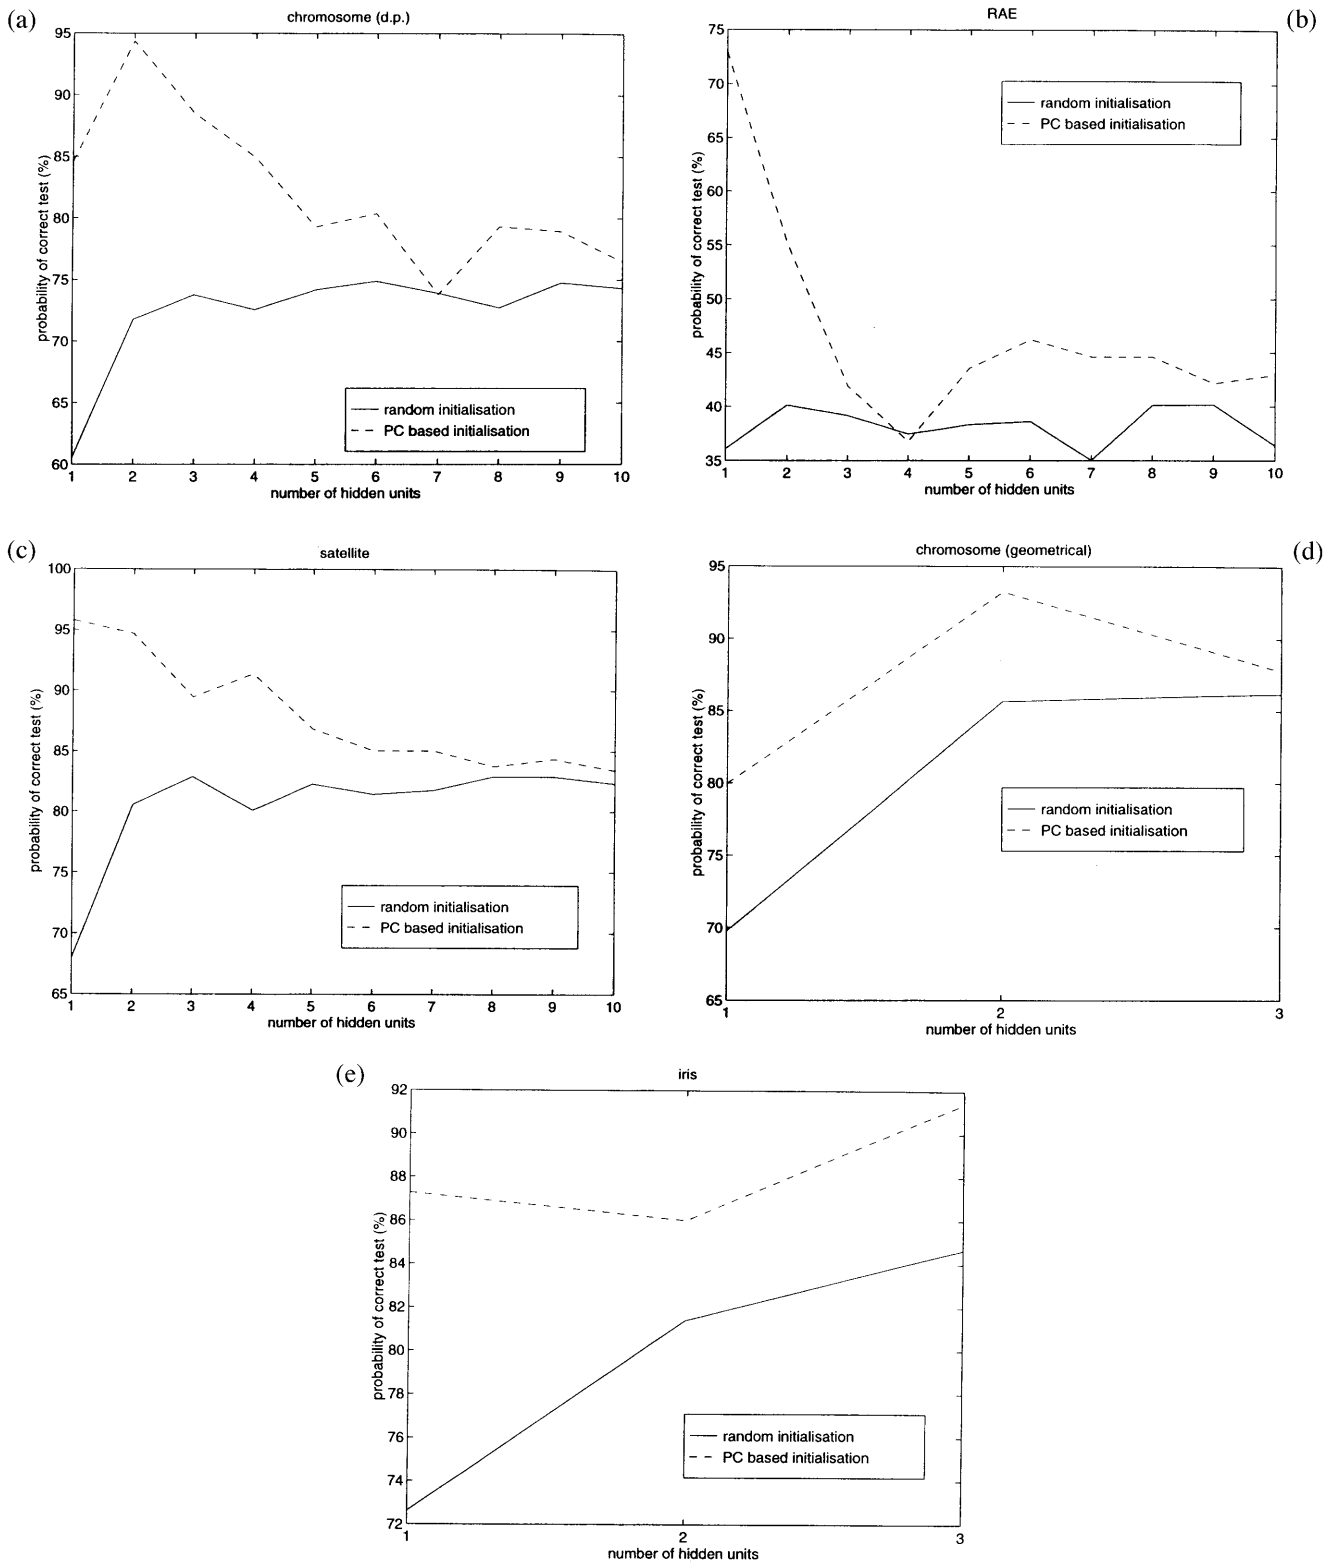 (a)
chromosome (d.p.)
95
90
85
80
75
70
65
60
probability of correct test (%)
random initialisation
PC based initialisation
1 2 3 4 5 6 7 8 9 10
number of hidden units
RAE
(b)
75
70
65
60
55
50
45
40
35
probability of correct test (%)
random initialisation
PC based initialisation
1 2 3 4 5 6 7 8 9 10
number of hidden units
(c)
satellite
100
95
90
85
80
75
70
65
probability of correct test (%)
random initialisation
PC based initialisation
1 2 3 4 5 6 7 8 9 10
number of hidden units
chromosome (geometrical)
(d)
95
90
85
80
75
70
65
probability of correct test (%)
random initialisation
PC based initialisation
1 2 3
number of hidden units
(e)
iris
92
90
88
86
84
82
80
78
76
74
72
probability of correct test (%)
random initialisation
PC based initialisation
1 2 3
number of hidden units